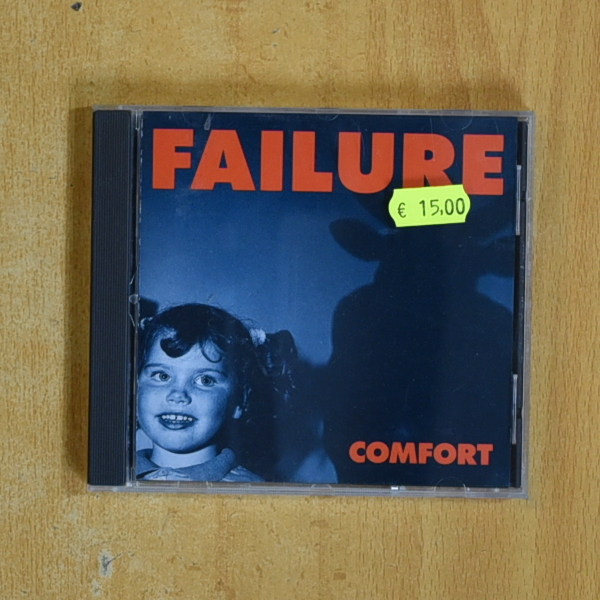 FAILURE
€ 15,00
COMFORT